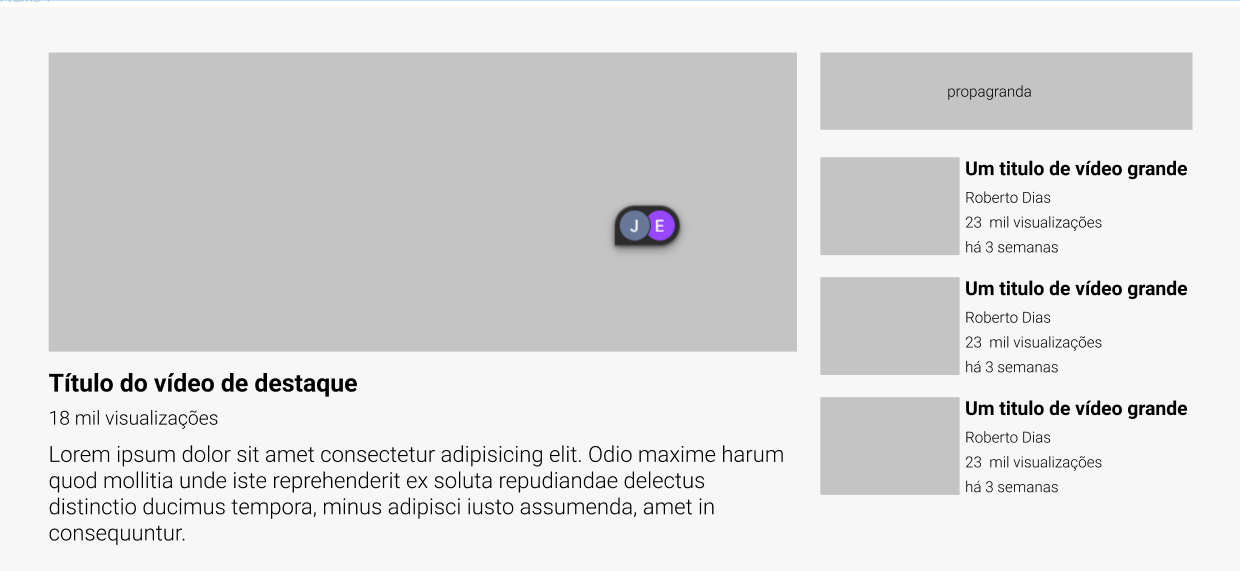 J E
Título do vídeo de destaque
18 mil visualizações
Lorem ipsum dolor sit amet consectetur adipisicing elit. Odio maxime harum
quod mollitia unde iste reprehenderit ex soluta repudiandae delectus
distinctio ducimus tempora, minus adipisci iusto assumenda, amet in
consequuntur.
propagranda
Um titulo de vídeo grande
Roberto Dias
23 mil visualizações
há 3 semanas
Um titulo de vídeo grande
Roberto Dias
23 mil visualizações
há 3 semanas
Um titulo de vídeo grande
Roberto Dias
23 mil visualizações
há 3 semanas